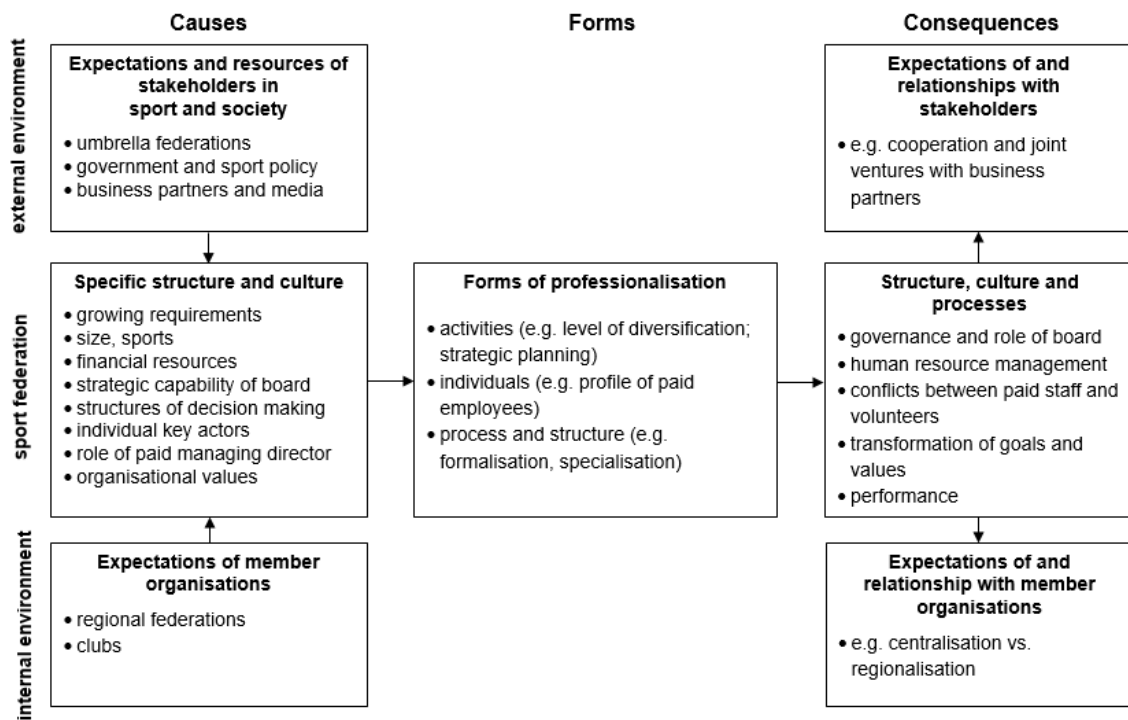 Causes
Forms
Consequences
external environment
Expectations and resources of
stakeholders in
sport and society
• umbrella federations
• government and sport policy
• business partners and media
Expectations of and
relationships with
stakeholders
• e.g. cooperation and joint
ventures with business
partners
sport federation
Specific structure and culture
• growing requirements
• size, sports
• financial resources
• strategic capability of board
• structures of decision making
• individual key actors
• role of paid managing director
• organisational values
Forms of professionalisation
• activities (e.g. level of diversification;
strategic planning)
• individuals (e.g. profile of paid
employees)
• process and structure (e.g.
formalisation, specialisation)
Structure, culture and
processes
• governance and role of board
• human resource management
• conflicts between paid staff and
volunteers
• transformation of goals and
values
• performance
internal environment
Expectations of member
organisations
• regional federations
• clubs
Expectations of and
relationship with member
organisations
• e.g. centralisation vs.
regionalisation